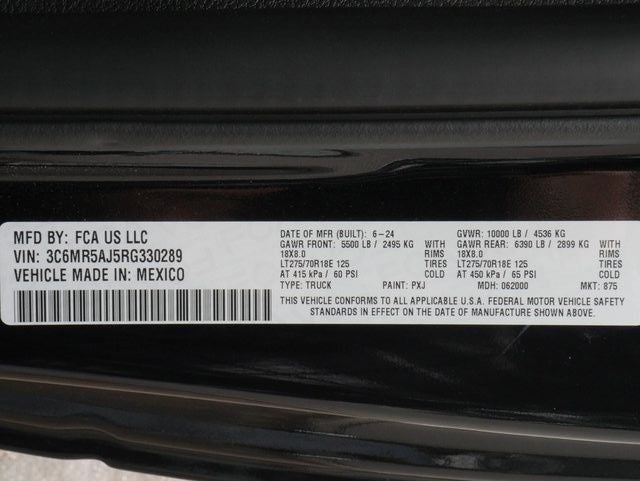 MFD BY: FCA US LLC
VIN: 3C6MR5AJ5RG330289
VEHICLE MADE IN: MEXICO
DATE OF MFR (BUILT): 6-24 GVWR: 10000 LB / 4536 KG
GAWR FRONT: 5500 LB / 2495 KG WITH GAWR REAR: 6390 LB / 2899 KG WITH
18X8.0 RIMS 18X8.0 RIMS
LT275/70R18E 125 TIRES LT275/70R18E 125 TIRES
AT 415 kPa / 60 PSI COLD AT 450 kPa / 65 PSI COLD
TYPE: TRUCK PAINT: PXJ MDH: 062000 MKT: 875
THIS VEHICLE CONFORMS TO ALL APPLICABLE U.S.A. FEDERAL MOTOR VEHICLE SAFETY
STANDARDS IN EFFECT ON THE DATE OF MANUFACTURE SHOWN ABOVE.